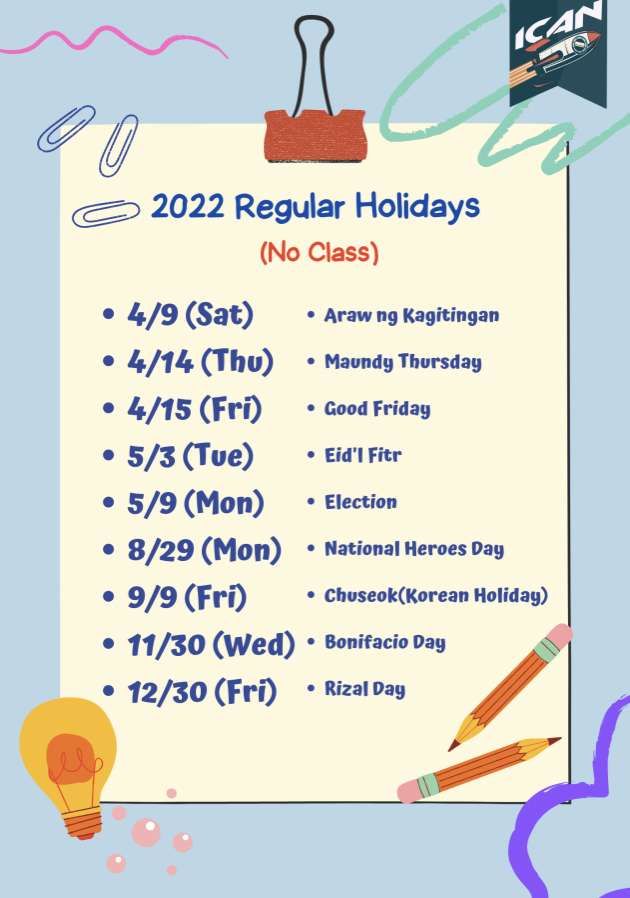 ICAN
2022 Regular Holidays
(No Class)
• 4/9 (Sat) • Araw ng Kagitingan
• 4/14 (Thu) • Maundy Thursday
• 4/15 (Fri) • Good Friday
• 5/3 (Tue) • Eid'l Fitr
• 5/9 (Mon) • Election
• 8/29 (Mon) • National Heroes Day
• 9/9 (Fri) • Chuseok(Korean Holiday)
• 11/30 (Wed) • Bonifacio Day
• 12/30 (Fri) • Rizal Day